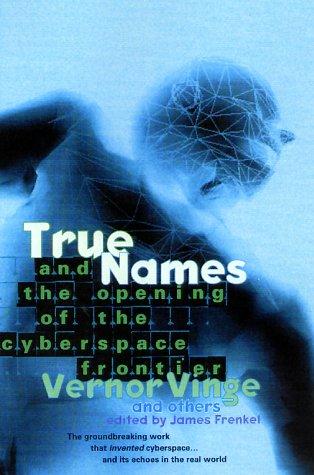 True
and Names
the opening
of the
cyberspace
frontier
Vernor Vinge
and others
edited by James Frenkel
The groundbreaking work
that invented cyberspace...
and its echoes in the real world